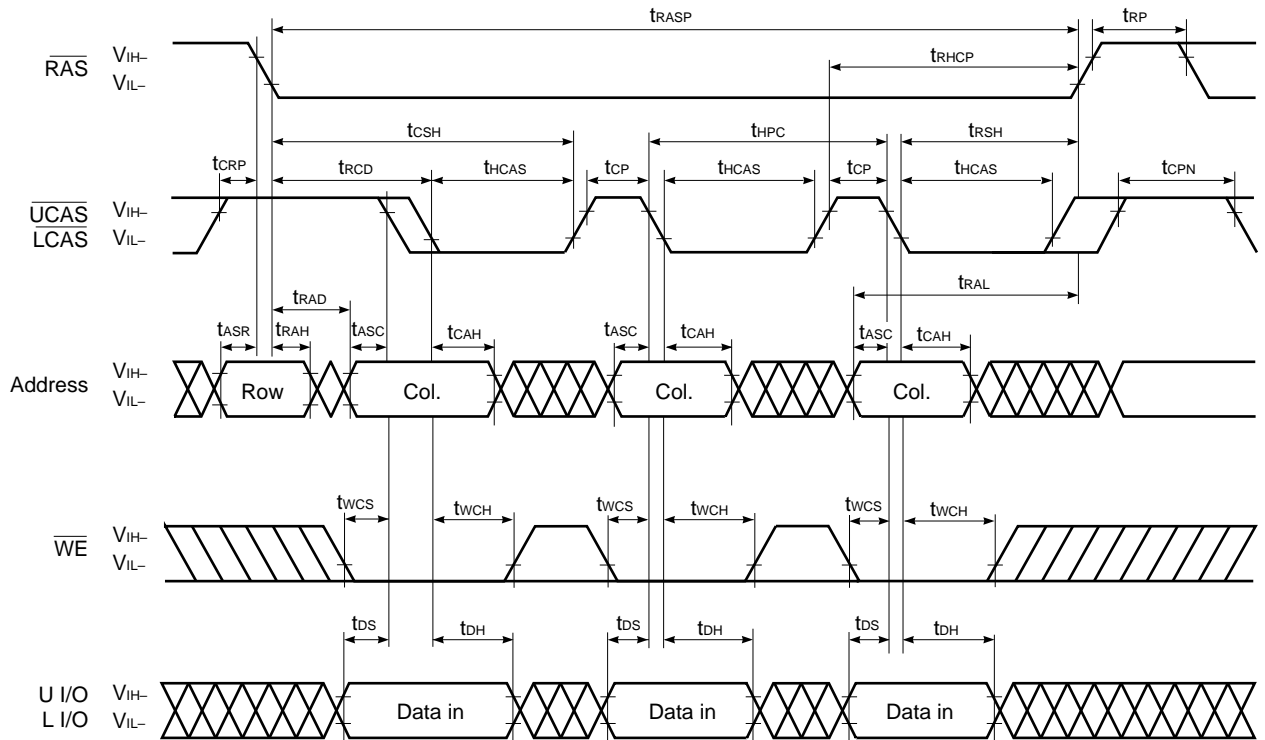 tRASP
tRP
RAS
VIH–
VIL–
tRHCP
tCSH
tHPC
tRSH
tCRP
tRCD
tHCAS
tCP
tHCAS
tCP
tHCAS
tCPN
UCAS
LCAS
VIH–
VIL–
tRAL
tRAD
tASR
tRAH
tASC
tCAH
tASC
tCAH
tASC
tCAH
Address
VIH–
VIL–
Row
Col.
Col.
Col.
tWCS
tWCH
tWCS
tWCH
tWCS
tWCH
WE
VIH–
VIL–
tDS
tDH
tDS
tDH
tDS
tDH
U I/O
L I/O
VIH–
VIL–
Data in
Data in
Data in